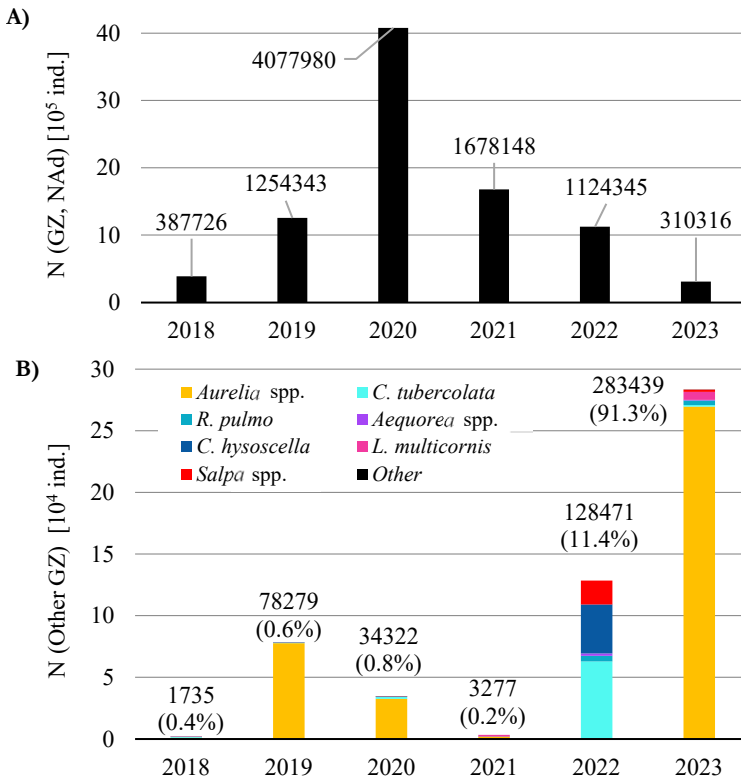 A)
N (GZ, NAd) [10⁵ ind.]
40
30
20
10
0
387726
1254343
4077980
1678148
1124345
310316
2018 2019 2020 2021 2022 2023
B)
N (Other GZ) [10⁴ ind.]
30
25
20
15
10
5
0
Aurelia spp.
C. tubercolata
R. pulmo
Aequorea spp.
C. hysoscella
L. multicornis
Salpa spp.
Other
1735
(0.4%)
78279
(0.6%)
34322
(0.8%)
3277
(0.2%)
128471
(11.4%)
283439
(91.3%)
2018 2019 2020 2021 2022 2023